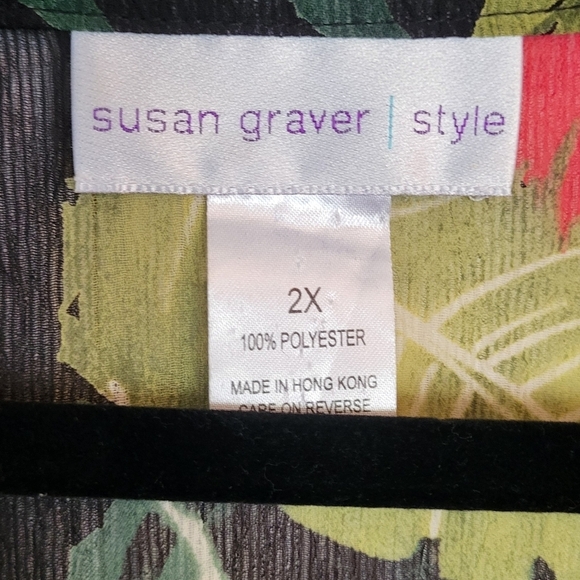 susan graver | style
2X
100% POLYESTER
MADE IN HONG KONG
CARE ON REVERSE